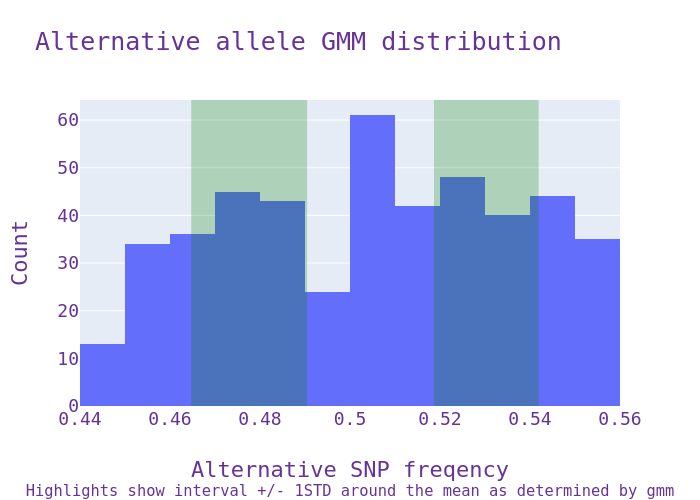 Alternative allele GMM distribution
60
50
40
30
20
10
0
Count
0.44 0.46 0.48 0.5 0.52 0.54 0.56
Alternative SNP freqency
Highlights show interval +/- 1STD around the mean as determined by gmm